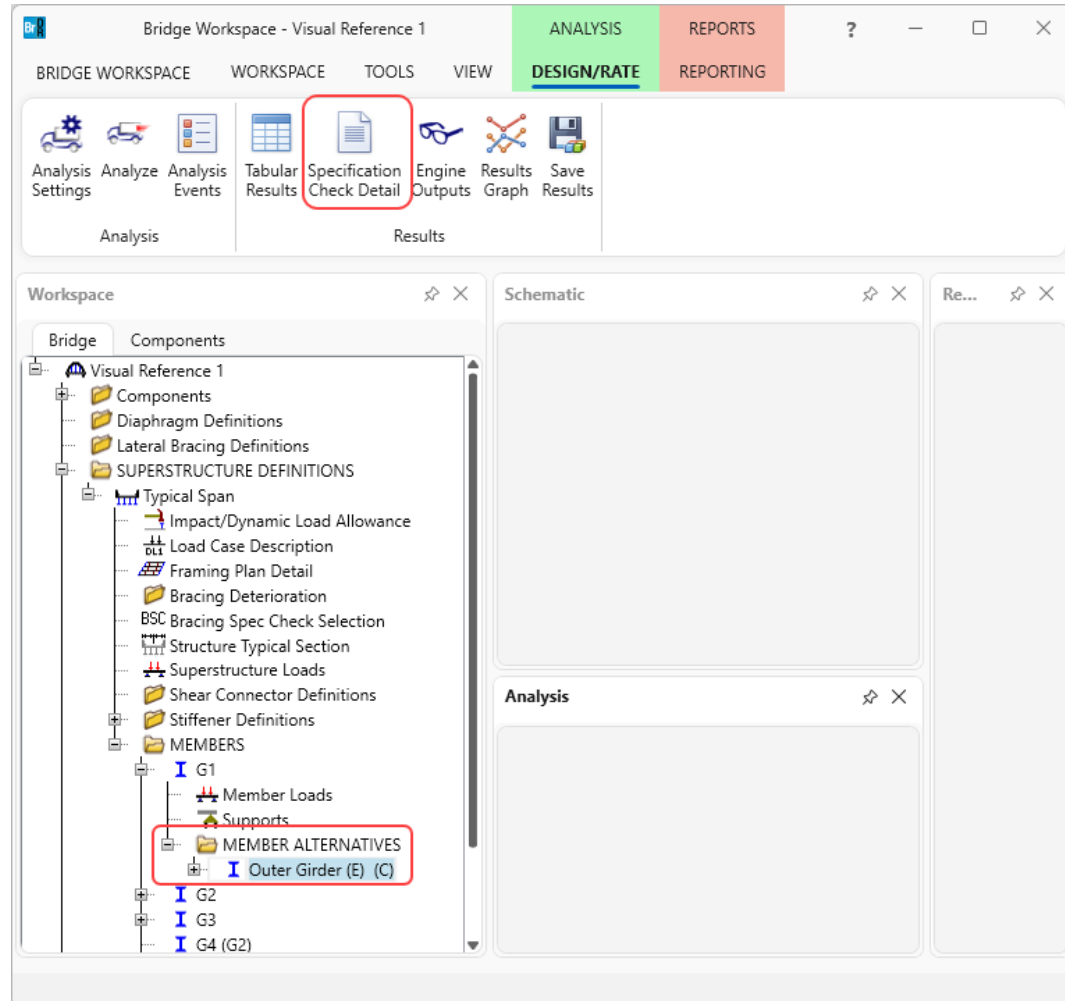 Br DR Bridge Workspace - Visual Reference 1 ANALYSIS REPORTS ?
BRIDGE WORKSPACE WORKSPACE TOOLS VIEW DESIGN/RATE REPORTING
Analysis Settings
Analyze
Analysis Events
Tabular Results
Specification Check Detail
Engine Outputs
Results Graph
Save Results
Analysis
Results
Workspace
Bridge Components
Visual Reference 1
Components
Diaphragm Definitions
Lateral Bracing Definitions
SUPERSTRUCTURE DEFINITIONS
Typical Span
Impact/Dynamic Load Allowance
DL1 Load Case Description
Framing Plan Detail
Bracing Deterioration
BSC Bracing Spec Check Selection
Structure Typical Section
Superstructure Loads
Shear Connector Definitions
Stiffener Definitions
MEMBERS
G1
Member Loads
Supports
MEMBER ALTERNATIVES
Outer Girder (E) (C)
G2
G3
G4 (G2)
Schematic
Analysis
Re...